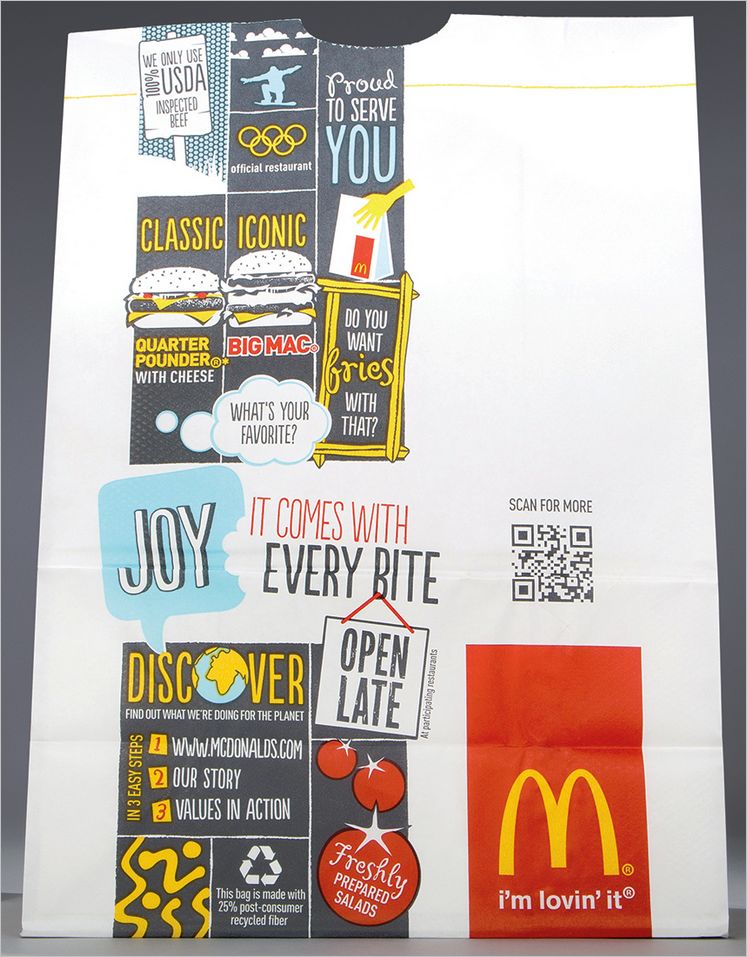 WE ONLY USE
100% USDA
INSPECTED
BEEF
official restaurant
Proud
TO SERVE
YOU
CLASSIC
QUARTER
POUNDER®*
WITH CHEESE
ICONIC
BIG MAC®
DO YOU
WANT
fries
WITH
THAT?
WHAT'S YOUR
FAVORITE?
JOY
IT COMES WITH
EVERY BITE
SCAN FOR MORE
OPEN
LATE
At participating restaurants
DISCOVER
FIND OUT WHAT WE'RE DOING FOR THE PLANET
IN 3 EASY STEPS
1 WWW.MCDONALDS.COM
2 OUR STORY
3 VALUES IN ACTION
This bag is made with
25% post-consumer
recycled fiber
Freshly
PREPARED
SALADS
M®
i'm lovin' it®